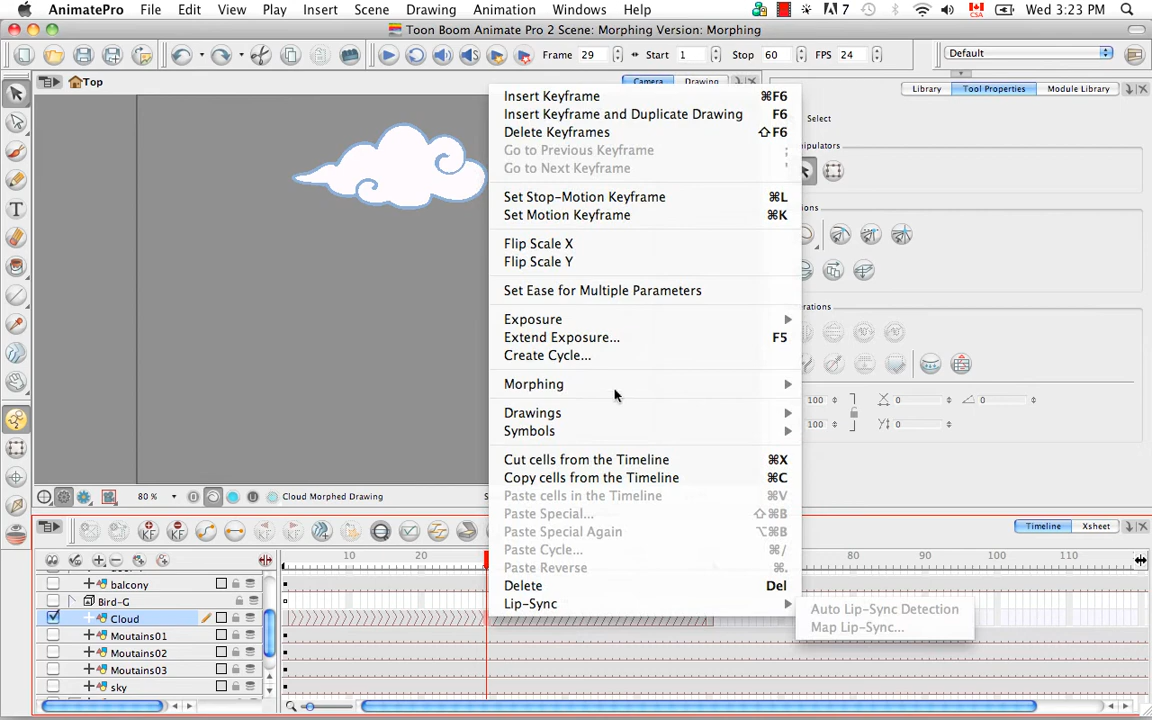 AnimatePro File Edit View Play Insert Scene Drawing Animation Windows Help 7 CSA Wed 3:23 PM
Toon Boom Animate Pro 2 Scene: Morphing Version: Morphing
Frame 29 Start 1 Stop 60 FPS 24 Default
Top Camera Drawing Library Tool Properties Module Library
Select
Insert Keyframe ⌘F6
Insert Keyframe and Duplicate Drawing F6
Delete Keyframes ⇧F6
Go to Previous Keyframe ;
Go to Next Keyframe '
Set Stop-Motion Keyframe ⌘L
Set Motion Keyframe ⌘K
Flip Scale X
Flip Scale Y
Set Ease for Multiple Parameters
Exposure
Extend Exposure... F5
Create Cycle...
Morphing
Drawings
Symbols
Cut cells from the Timeline ⌘X
Copy cells from the Timeline ⌘C
Paste cells in the Timeline ⌘V
Paste Special... ⇧⌘B
Paste Special Again ⌥⌘B
Paste Cycle... ⌘/
Paste Reverse ⌘.
Delete Del
Lip-Sync
Auto Lip-Sync Detection
Map Lip-Sync...
100 X 0 0
100 Y 0
80% Cloud Morphed Drawing
Timeline Xsheet
10 20 80 90 100 110
balcony
Bird-G
Cloud
Moutains01
Moutains02
Moutains03
sky